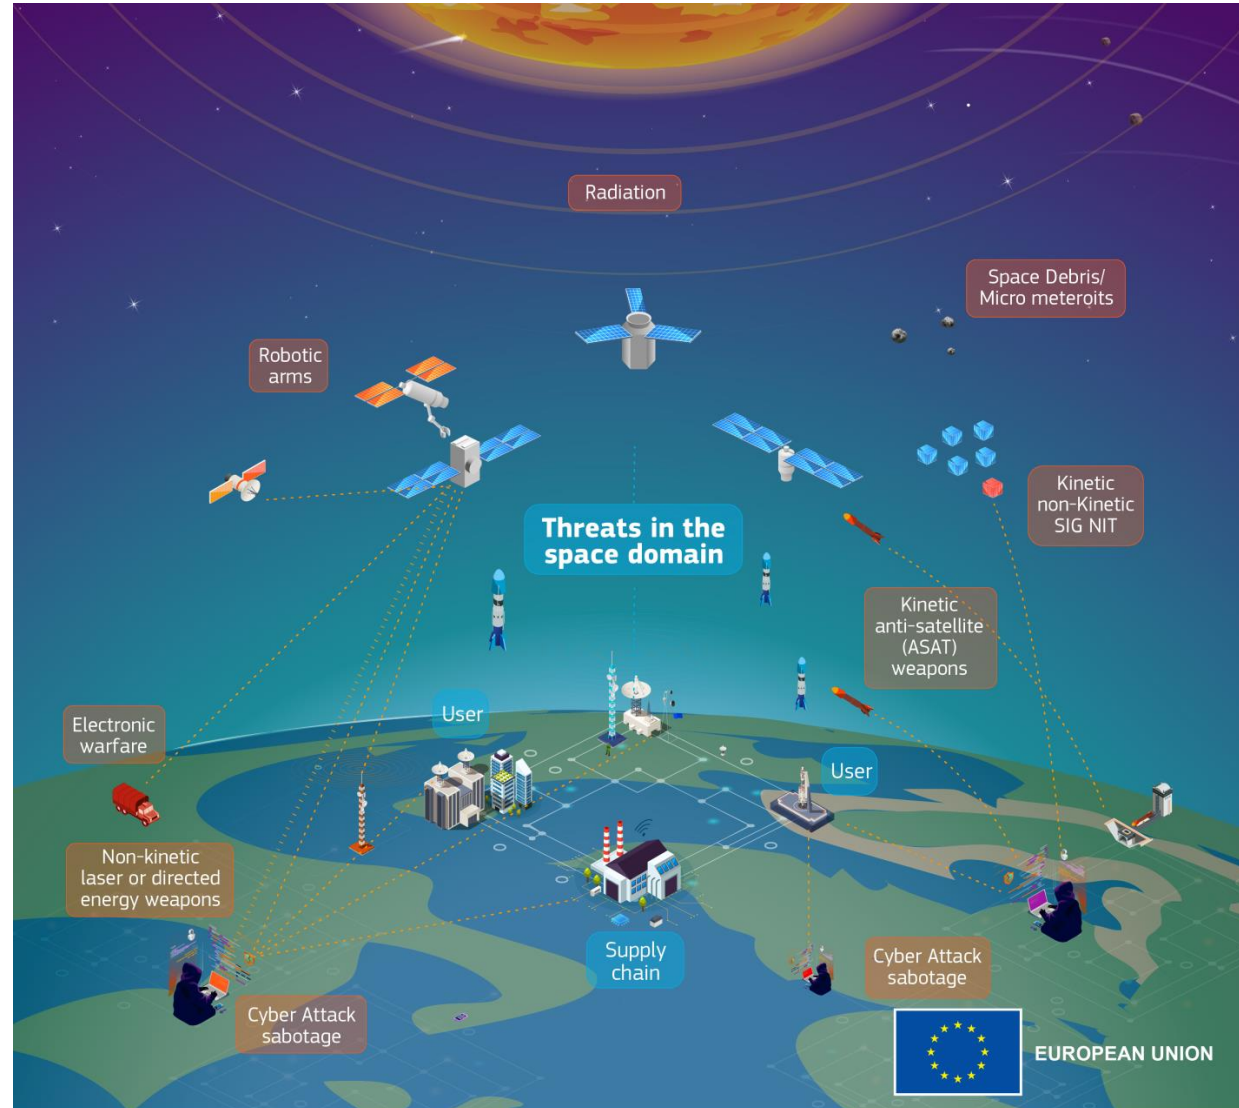 Radiation
Space Debris/
Micro meteroits
Robotic
arms
Kinetic
non-Kinetic
SIG NIT
Threats in the
space domain
Kinetic
anti-satellite
(ASAT)
weapons
User
Electronic
warfare
User
Non-kinetic
laser or directed
energy weapons
Supply
chain
Cyber Attack
sabotage
Cyber Attack
sabotage
EUROPEAN UNION